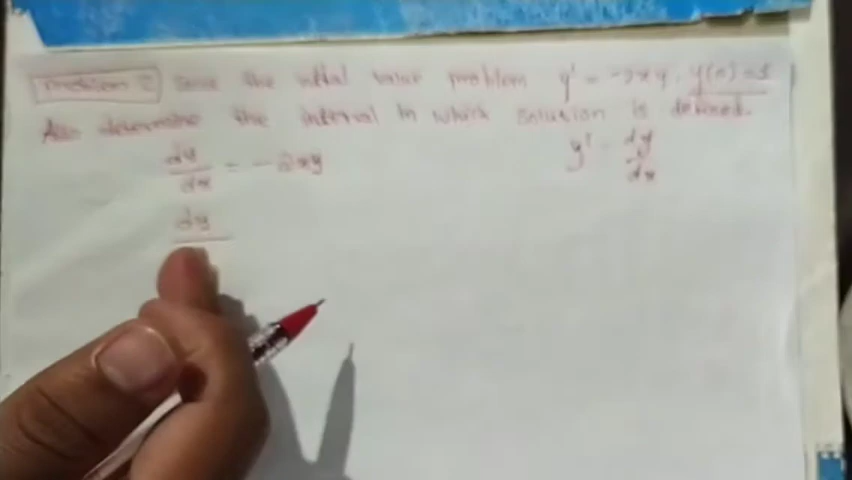 Problem 2 Solve the initial value problem y' = -2xy, y(0)=1
Also determine the interval in which solution is defined.
y' = dy/dx
dy/dx = -2xy
dy